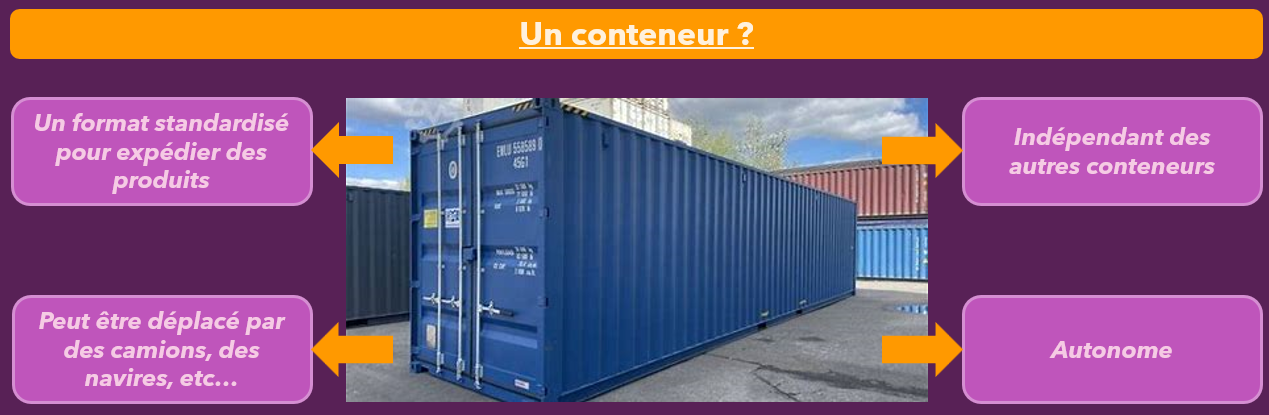 Un conteneur ?
Un format standardisé
pour expédier des
produits
Indépendant des
autres conteneurs
EMLU 558589 0
45G1
Peut être déplacé par
des camions, des
navires, etc...
Autonome